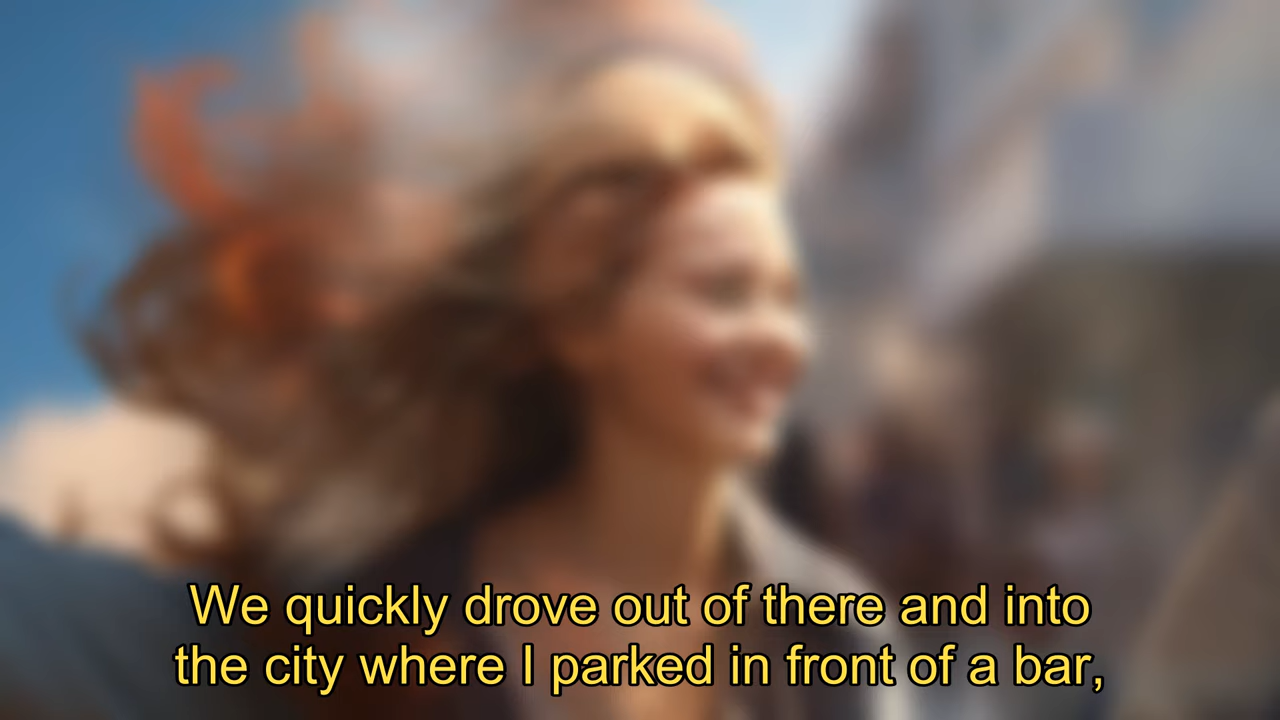 We quickly drove out of there and into
the city where I parked in front of a bar,